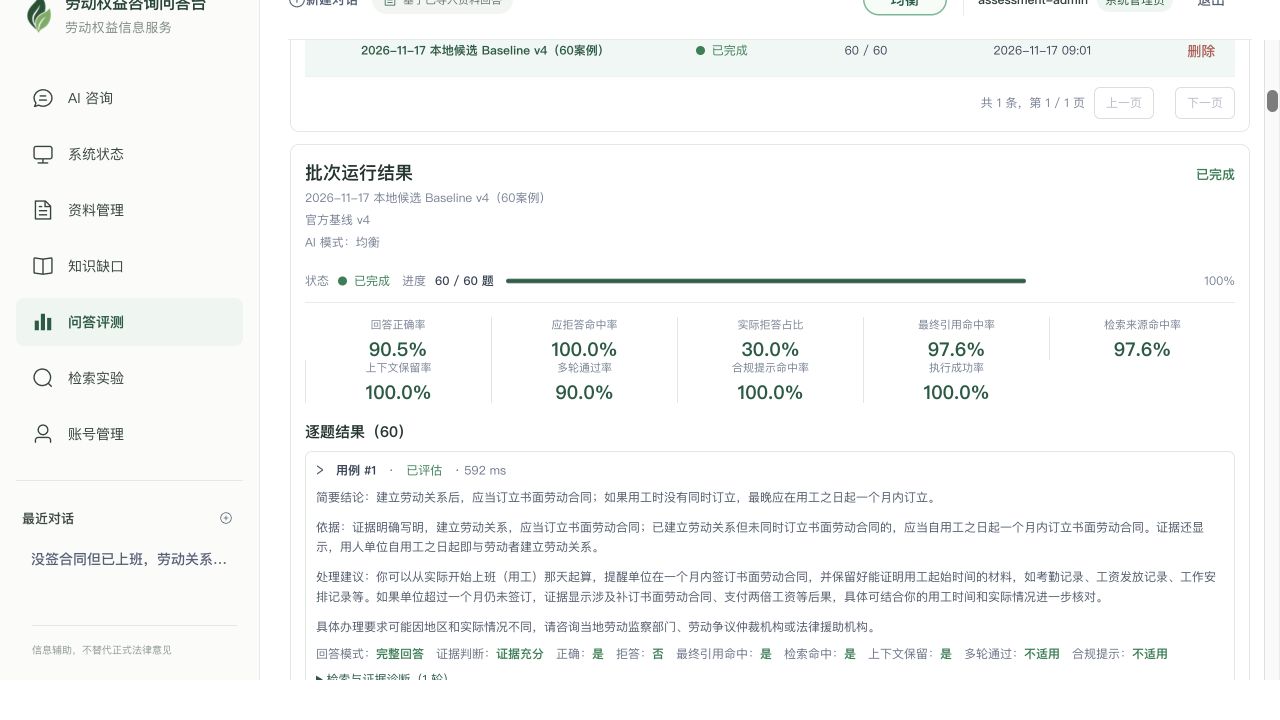 劳动权益咨询问答台
劳动权益信息服务
AI 咨询
系统状态
资料管理
知识缺口
问答评测
检索实验
账号管理
最近对话
没签合同但已上班，劳动关系...
信息辅助，不替代正式法律意见
新建对话
基于已导入资料回答
均衡
assessment-admin
系统管理员
退出
2026-11-17 本地候选 Baseline v4（60案例） 已完成 60 / 60 2026-11-17 09:01 删除
共 1 条，第 1 / 1 页 上一页 下一页
批次运行结果 已完成
2026-11-17 本地候选 Baseline v4（60案例）
官方基线 v4
AI 模式：均衡
状态 已完成 进度 60 / 60 题 100%
回答正确率 应拒答命中率 实际拒答占比 最终引用命中率 检索来源命中率
90.5% 100.0% 30.0% 97.6% 97.6%
上下文保留率 多轮通过率 合规提示命中率 执行成功率
100.0% 90.0% 100.0% 100.0%
逐题结果（60）
用例 #1 · 已评估 · 592 ms
简要结论：建立劳动关系后，应当订立书面劳动合同；如果用工时没有同时订立，最晚应在用工之日起一个月内订立。
依据：证据明确写明，建立劳动关系，应当订立书面劳动合同；已建立劳动关系但未同时订立书面劳动合同的，应当自用工之日起一个月内订立书面劳动合同。证据还显
示，用人单位自用工之日起即与劳动者建立劳动关系。
处理建议：你可以从实际开始上班（用工）那天起算，提醒单位在一个月内签订书面劳动合同，并保留好能证明用工起始时间的材料，如考勤记录、工资发放记录、工作安
排记录等。如果单位超过一个月仍未签订，证据显示涉及补订书面劳动合同、支付两倍工资等后果，具体可结合你的用工时间和实际情况进一步核对。
具体办理要求可能因地区和实际情况不同，请咨询当地劳动监察部门、劳动争议仲裁机构或法律援助机构。
回答模式：完整回答 证据判断：证据充分 正确：是 拒答：否 最终引用命中：是 检索命中：是 上下文保留：是 多轮通过：不适用 合规提示：不适用
检索与证据诊断（1 轮）